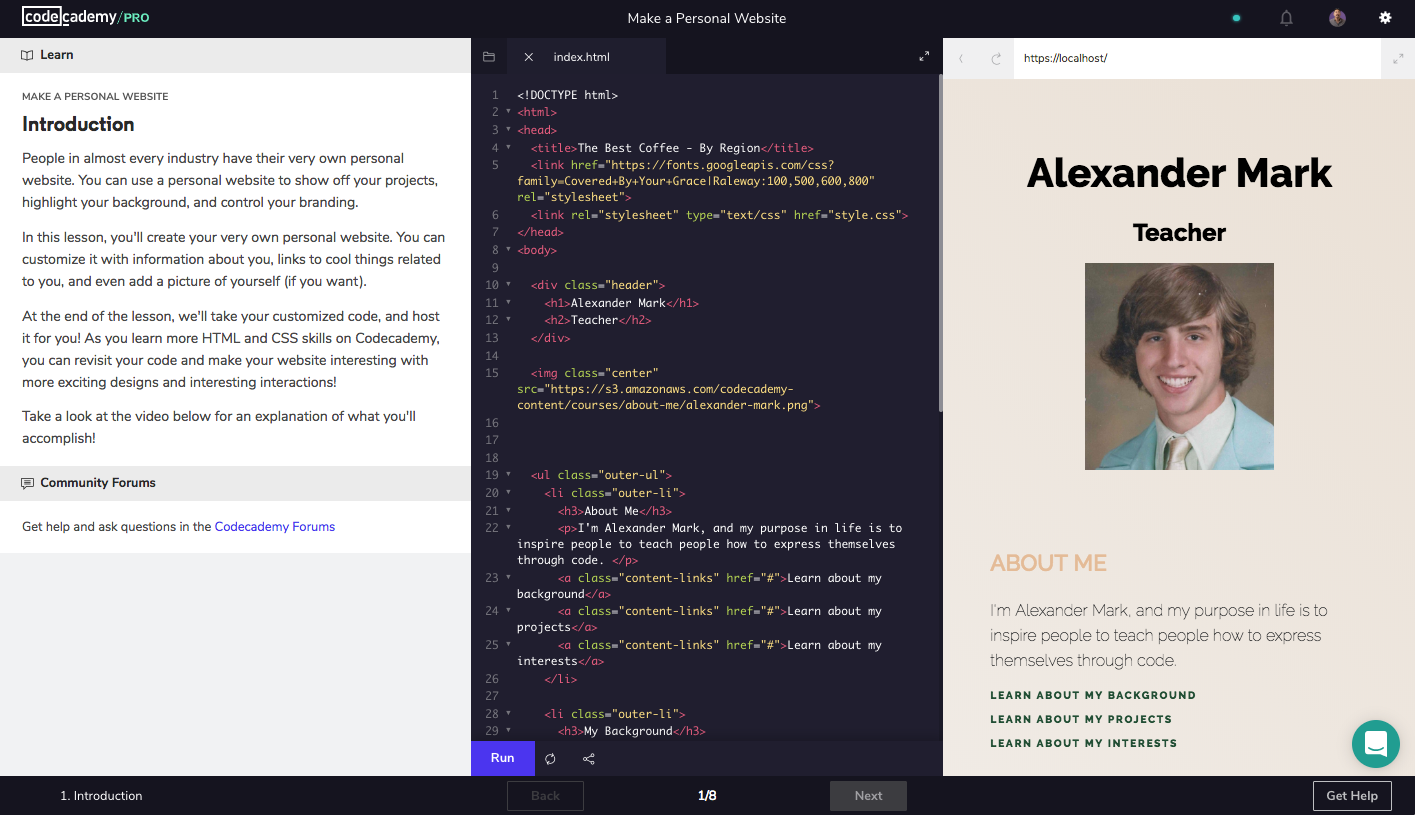 codecademy/PRO
Make a Personal Website
Learn
MAKE A PERSONAL WEBSITE
Introduction
People in almost every industry have their very own personal
website. You can use a personal website to show off your projects,
highlight your background, and control your branding.
In this lesson, you'll create your very own personal website. You can
customize it with information about you, links to cool things related
to you, and even add a picture of yourself (if you want).
At the end of the lesson, we'll take your customized code, and host
it for you! As you learn more HTML and CSS skills on Codecademy,
you can revisit your code and make your website interesting with
more exciting designs and interesting interactions!
Take a look at the video below for an explanation of what you'll
accomplish!
Community Forums
Get help and ask questions in the Codecademy Forums
index.html
1 <!DOCTYPE html>
2 <html>
3 <head>
4 <title>The Best Coffee - By Region</title>
5 <link href="https://fonts.googleapis.com/css?
family=Covered+By+Your+Grace|Raleway:100,500,600,800"
rel="stylesheet">
6 <link rel="stylesheet" type="text/css" href="style.css">
7 </head>
8 <body>
9
10 <div class="header">
11 <h1>Alexander Mark</h1>
12 <h2>Teacher</h2>
13 </div>
14
15 <img class="center"
src="https://s3.amazonaws.com/codecademy-
content/courses/about-me/alexander-mark.png">
16
17
18
19 <ul class="outer-ul">
20 <li class="outer-li">
21 <h3>About Me</h3>
22 <p>I'm Alexander Mark, and my purpose in life is to
inspire people to teach people how to express themselves
through code. </p>
23 <a class="content-links" href="#">Learn about my
background</a>
24 <a class="content-links" href="#">Learn about my
projects</a>
25 <a class="content-links" href="#">Learn about my
interests</a>
26 </li>
27
28 <li class="outer-li">
29 <h3>My Background</h3>
Run
https://localhost/
Alexander Mark
Teacher
ABOUT ME
I'm Alexander Mark, and my purpose in life is to
inspire people to teach people how to express
themselves through code.
LEARN ABOUT MY BACKGROUND
LEARN ABOUT MY PROJECTS
LEARN ABOUT MY INTERESTS
1. Introduction
Back
1/8
Next
Get Help